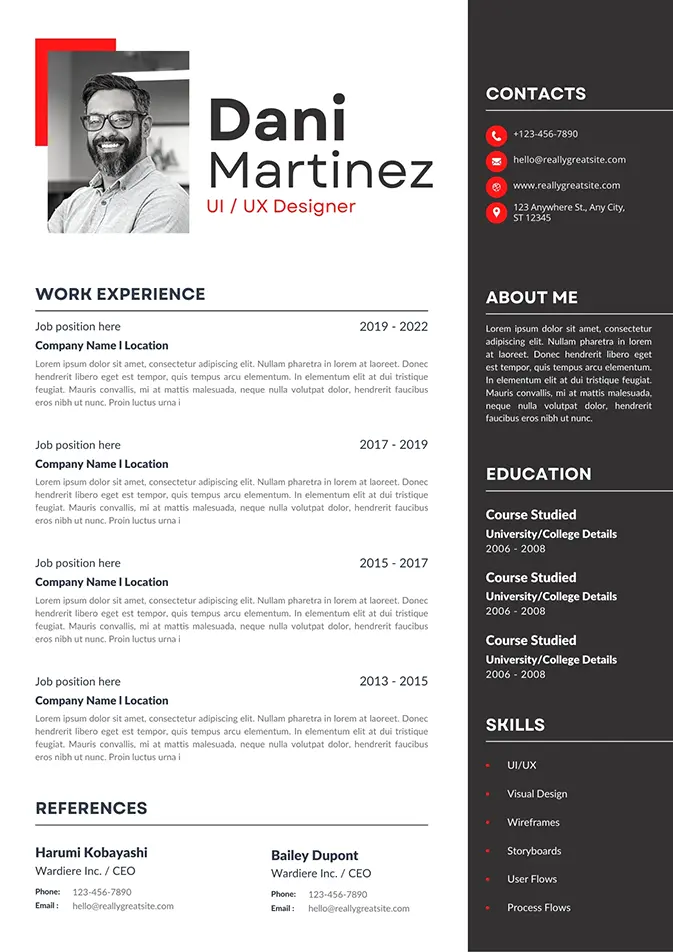 Dani
Martinez
UI / UX Designer
WORK EXPERIENCE
Job position here 2019 - 2022
Company Name l Location
Lorem ipsum dolor sit amet, consectetur adipiscing elit. Nullam pharetra in lorem at laoreet. Donec
hendrerit libero eget est tempor, quis tempus arcu elementum. In elementum elit at dui tristique
feugiat. Mauris convallis, mi at mattis malesuada, neque nulla volutpat dolor, hendrerit faucibus
eros nibh ut nunc. Proin luctus urna i
Job position here 2017 - 2019
Company Name l Location
Lorem ipsum dolor sit amet, consectetur adipiscing elit. Nullam pharetra in lorem at laoreet. Donec
hendrerit libero eget est tempor, quis tempus arcu elementum. In elementum elit at dui tristique
feugiat. Mauris convallis, mi at mattis malesuada, neque nulla volutpat dolor, hendrerit faucibus
eros nibh ut nunc. Proin luctus urna i
Job position here 2015 - 2017
Company Name l Location
Lorem ipsum dolor sit amet, consectetur adipiscing elit. Nullam pharetra in lorem at laoreet. Donec
hendrerit libero eget est tempor, quis tempus arcu elementum. In elementum elit at dui tristique
feugiat. Mauris convallis, mi at mattis malesuada, neque nulla volutpat dolor, hendrerit faucibus
eros nibh ut nunc. Proin luctus urna i
Job position here 2013 - 2015
Company Name l Location
Lorem ipsum dolor sit amet, consectetur adipiscing elit. Nullam pharetra in lorem at laoreet. Donec
hendrerit libero eget est tempor, quis tempus arcu elementum. In elementum elit at dui tristique
feugiat. Mauris convallis, mi at mattis malesuada, neque nulla volutpat dolor, hendrerit faucibus
eros nibh ut nunc. Proin luctus urna i
REFERENCES
Harumi Kobayashi
Wardiere Inc. / CEO
Phone: 123-456-7890
Email : hello@reallygreatsite.com
Bailey Dupont
Wardiere Inc. / CEO
Phone: 123-456-7890
Email : hello@reallygreatsite.com
CONTACTS
+123-456-7890
hello@reallygreatsite.com
www.reallygreatsite.com
123 Anywhere St., Any City,
ST 12345
ABOUT ME
Lorem ipsum dolor sit amet, consectetur
adipiscing elit. Nullam pharetra in lorem
at laoreet. Donec hendrerit libero eget
est tempor, quis tempus arcu elementum.
In elementum elit at dui tristique feugiat.
Mauris convallis, mi at mattis malesuada,
neque nulla volutpat dolor, hendrerit
faucibus eros nibh ut nunc.
EDUCATION
Course Studied
University/College Details
2006 - 2008
Course Studied
University/College Details
2006 - 2008
Course Studied
University/College Details
2006 - 2008
SKILLS
UI/UX
Visual Design
Wireframes
Storyboards
User Flows
Process Flows